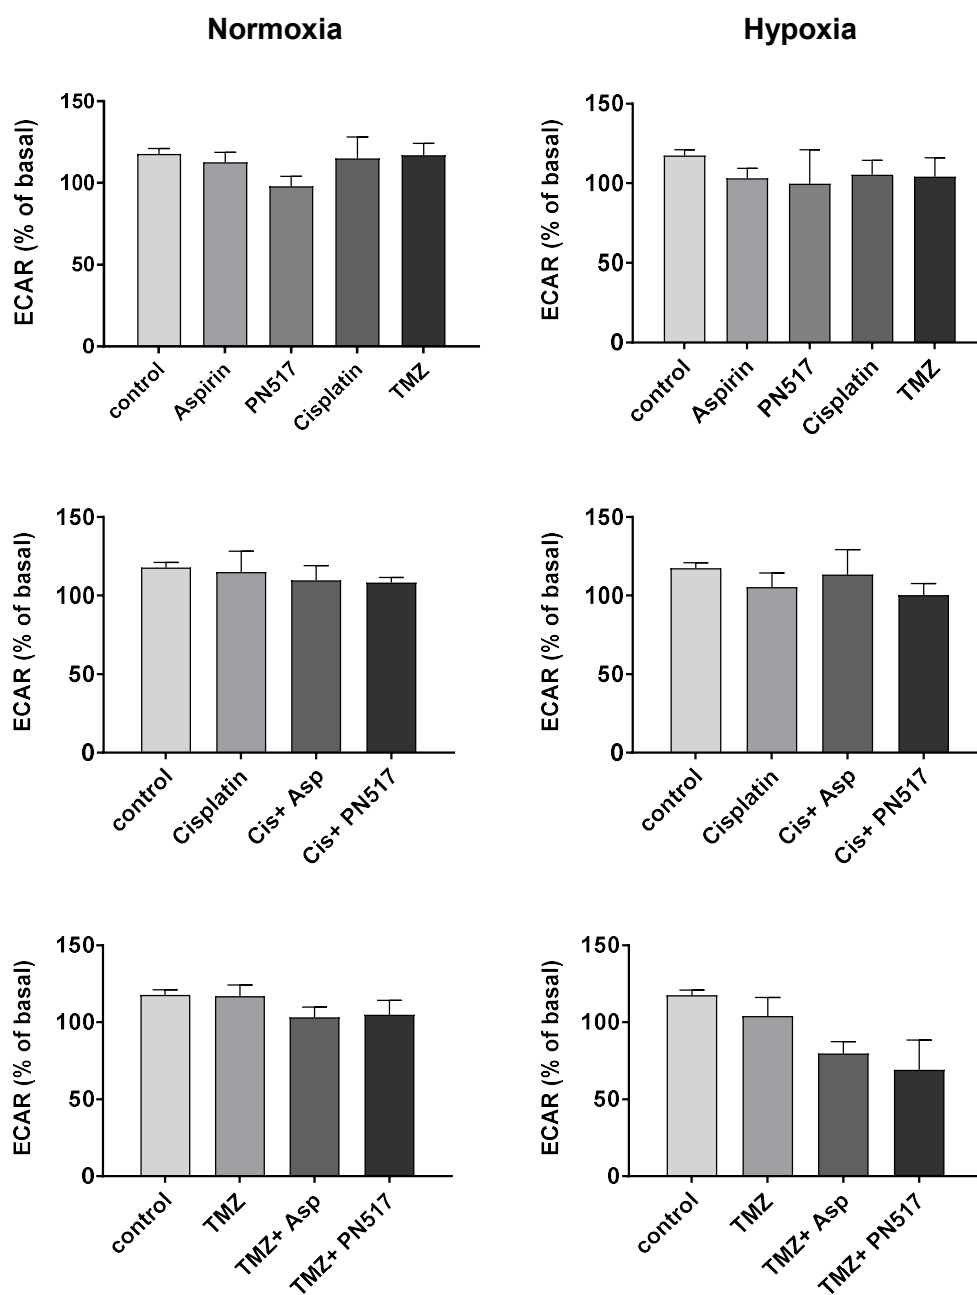 Normoxia
Hypoxia
ECAR (% of basal)
150
100
50
0
control
Aspirin
PN517
Cisplatin
TMZ
ECAR (% of basal)
150
100
50
0
control
Aspirin
PN517
Cisplatin
TMZ
ECAR (% of basal)
150
100
50
0
control
Cisplatin
Cis+ Asp
Cis+ PN517
ECAR (% of basal)
150
100
50
0
control
Cisplatin
Cis+ Asp
Cis+ PN517
ECAR (% of basal)
150
100
50
0
control
TMZ
TMZ+ Asp
TMZ+ PN517
ECAR (% of basal)
150
100
50
0
control
TMZ
TMZ+ Asp
TMZ+ PN517